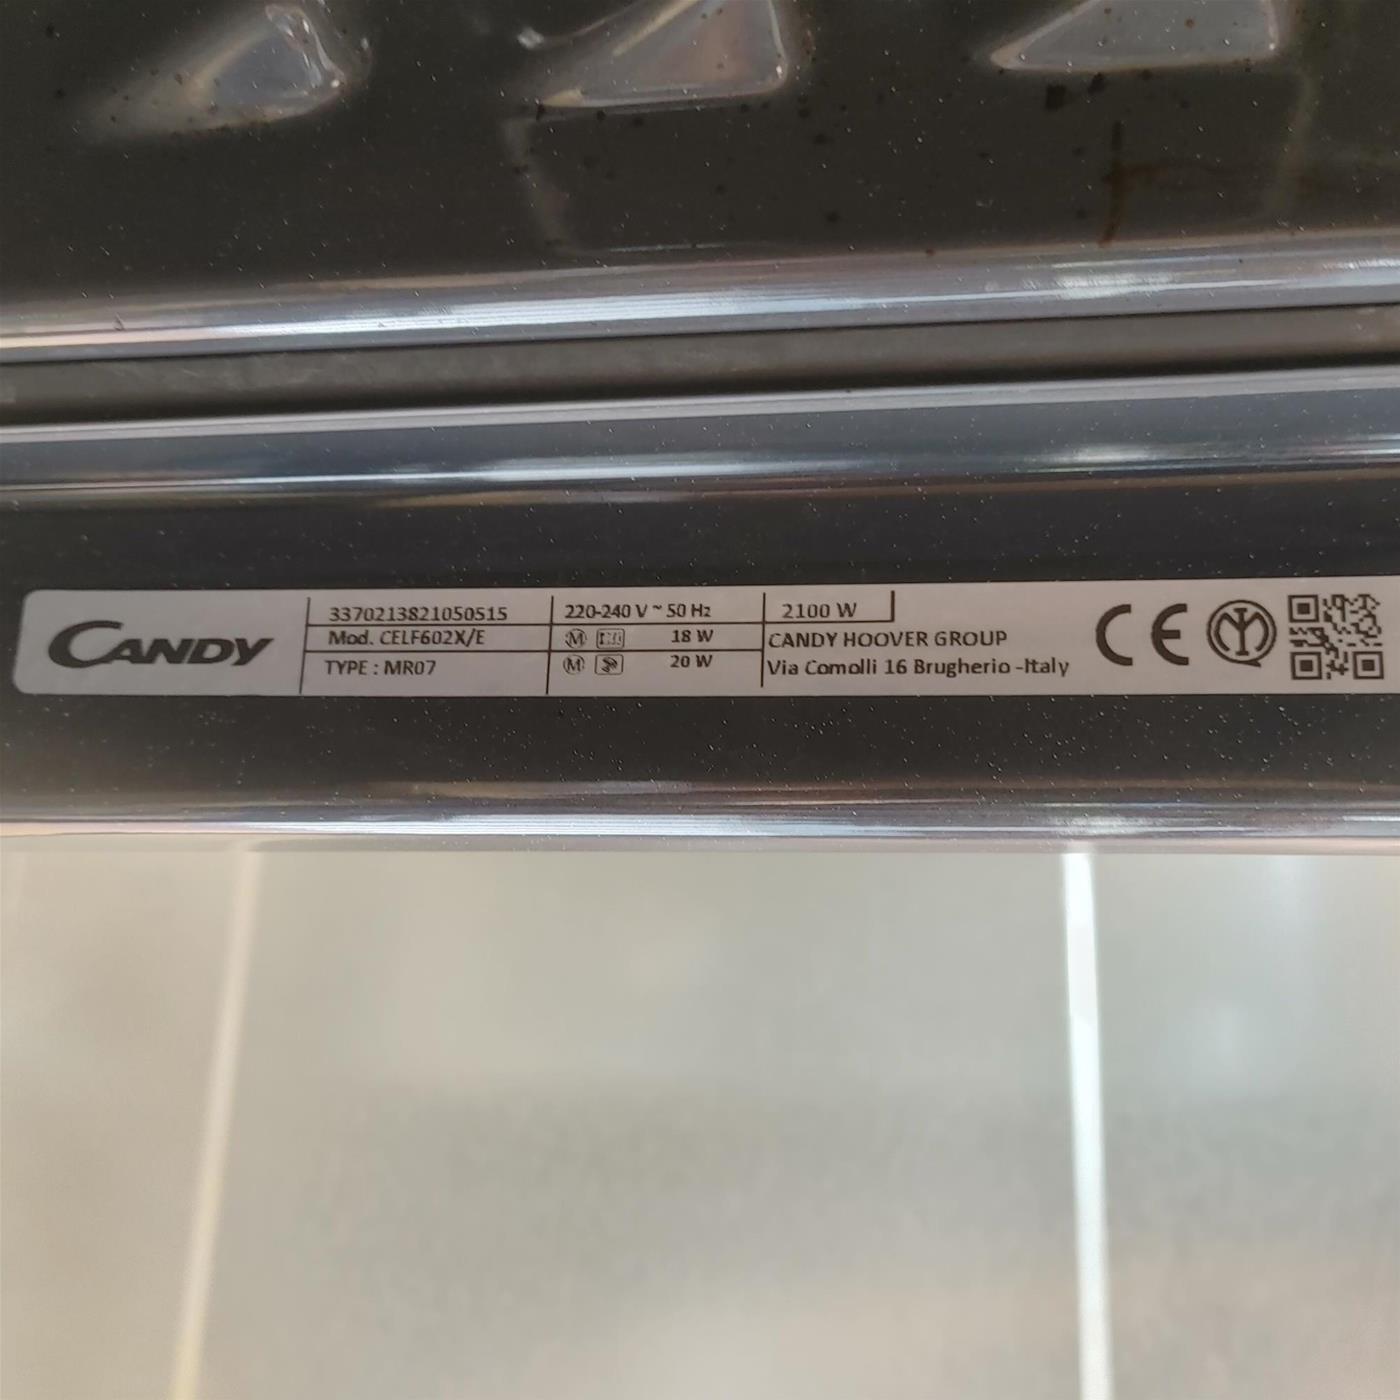 CANDY
3370213821050515
Mod. CELF602X/E
TYPE : MR07
220-240 V ~ 50 Hz
M 18 W
M 20 W
2100 W
CANDY HOOVER GROUP
Via Comolli 16 Brugherio -Italy
CE